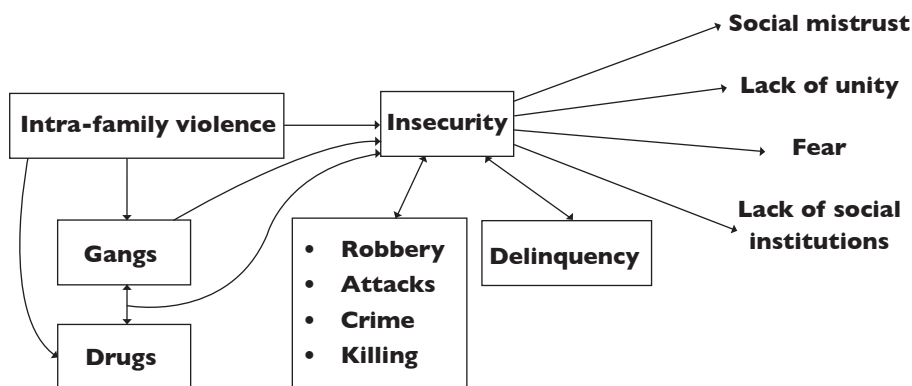 Social mistrust
Lack of unity
Intra-family violence
Insecurity
Fear
Lack of social
institutions
Gangs
• Robbery
• Attacks
• Crime
• Killing
Delinquency
Drugs